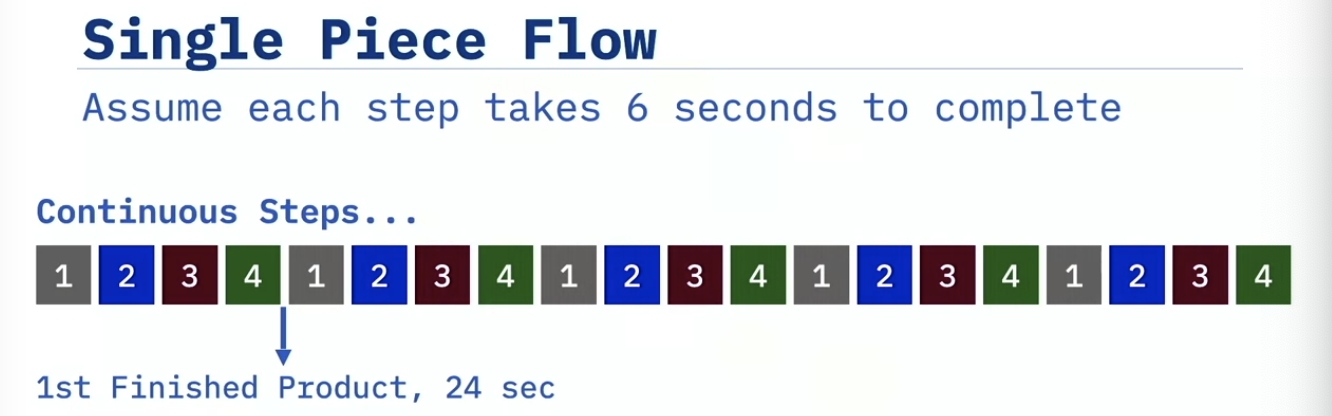 Single Piece Flow
Assume each step takes 6 seconds to complete
Continuous Steps...
1 2 3 4 1 2 3 4 1 2 3 4 1 2 3 4 1 2 3 4
1st Finished Product, 24 sec